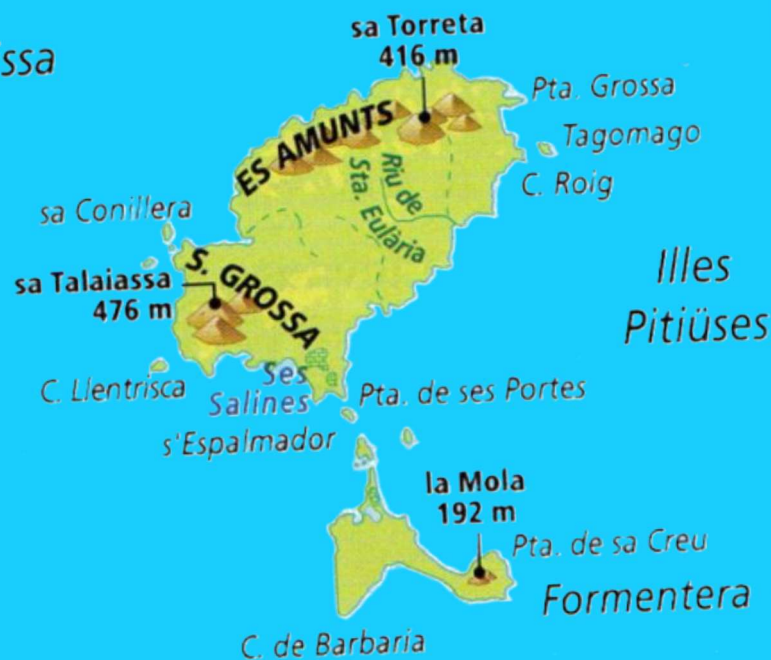 ssa
sa Torreta
416 m
Pta. Grossa
ES AMUNTS
Tagomago
Riu de
Sta. Eulària
C. Roig
sa Conillera
S. GROSSA
sa Talaiassa
476 m
Illes
Pitiüses
C. Llentrisca
Ses
Salines
Pta. de ses Portes
s'Espalmador
la Mola
192 m
Pta. de sa Creu
Formentera
C. de Barbaria